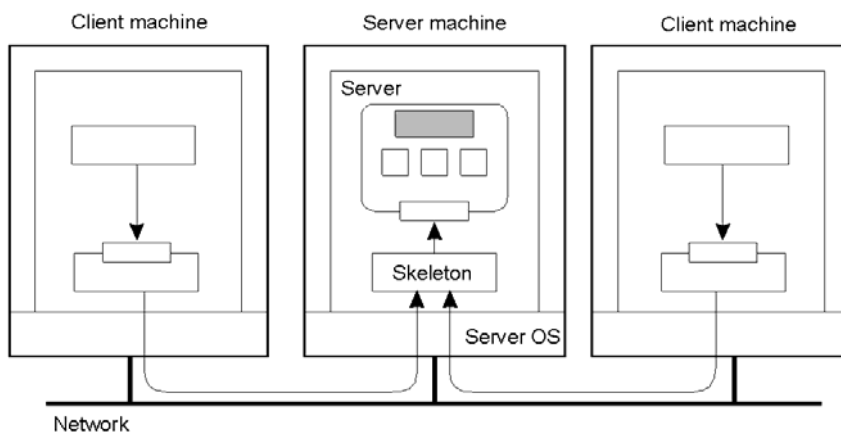 Client machine
Server machine
Client machine
Server
Skeleton
Server OS
Network